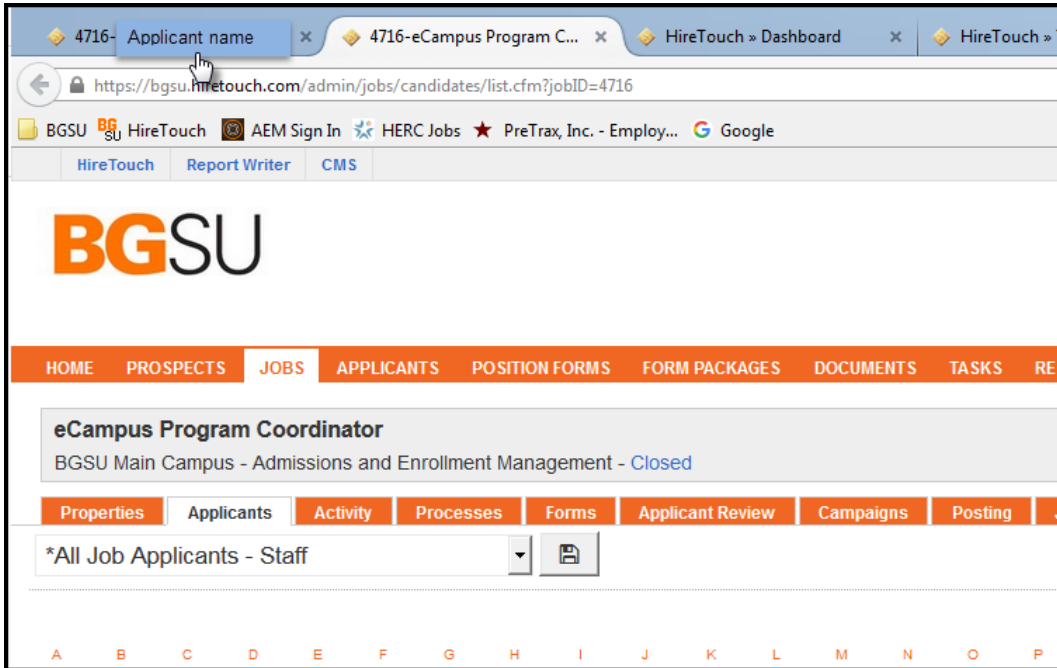 4716- Applicant name × 4716-eCampus Program C... × HireTouch » Dashboard × HireTouch »
https://bgsu.hiretouch.com/admin/jobs/candidates/list.cfm?jobID=4716
BGSU BGSU HireTouch AEM Sign In HERC Jobs PreTrax, Inc. - Employ... G Google
HireTouch Report Writer CMS
BGSU
HOME PROSPECTS JOBS APPLICANTS POSITION FORMS FORM PACKAGES DOCUMENTS TASKS RE
eCampus Program Coordinator
BGSU Main Campus - Admissions and Enrollment Management - Closed
Properties Applicants Activity Processes Forms Applicant Review Campaigns Posting
*All Job Applicants - Staff
A B C D E F G H I J K L M N O P